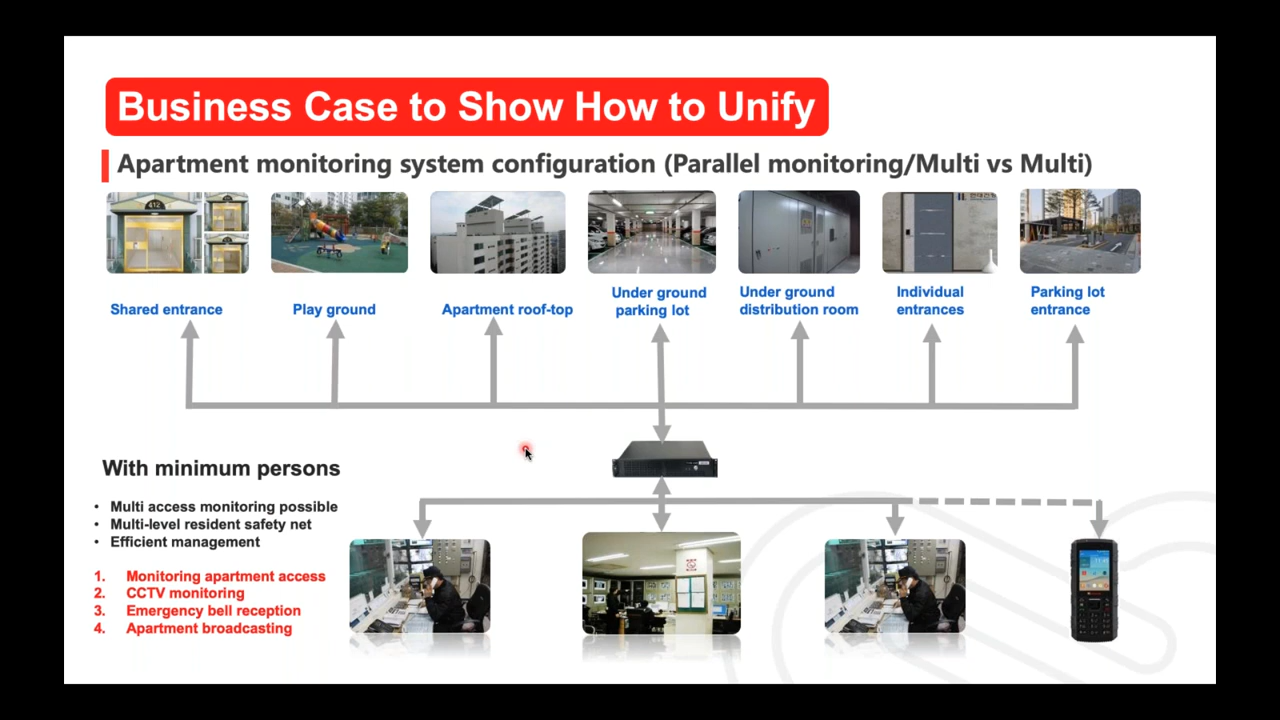 Business Case to Show How to Unify
Apartment monitoring system configuration (Parallel monitoring/Multi vs Multi)
412
Shared entrance
Play ground
Apartment roof-top
Under ground
parking lot
Under ground
distribution room
Individual
entrances
Parking lot
entrance
With minimum persons
• Multi access monitoring possible
• Multi-level resident safety net
• Efficient management
1. Monitoring apartment access
2. CCTV monitoring
3. Emergency bell reception
4. Apartment broadcasting